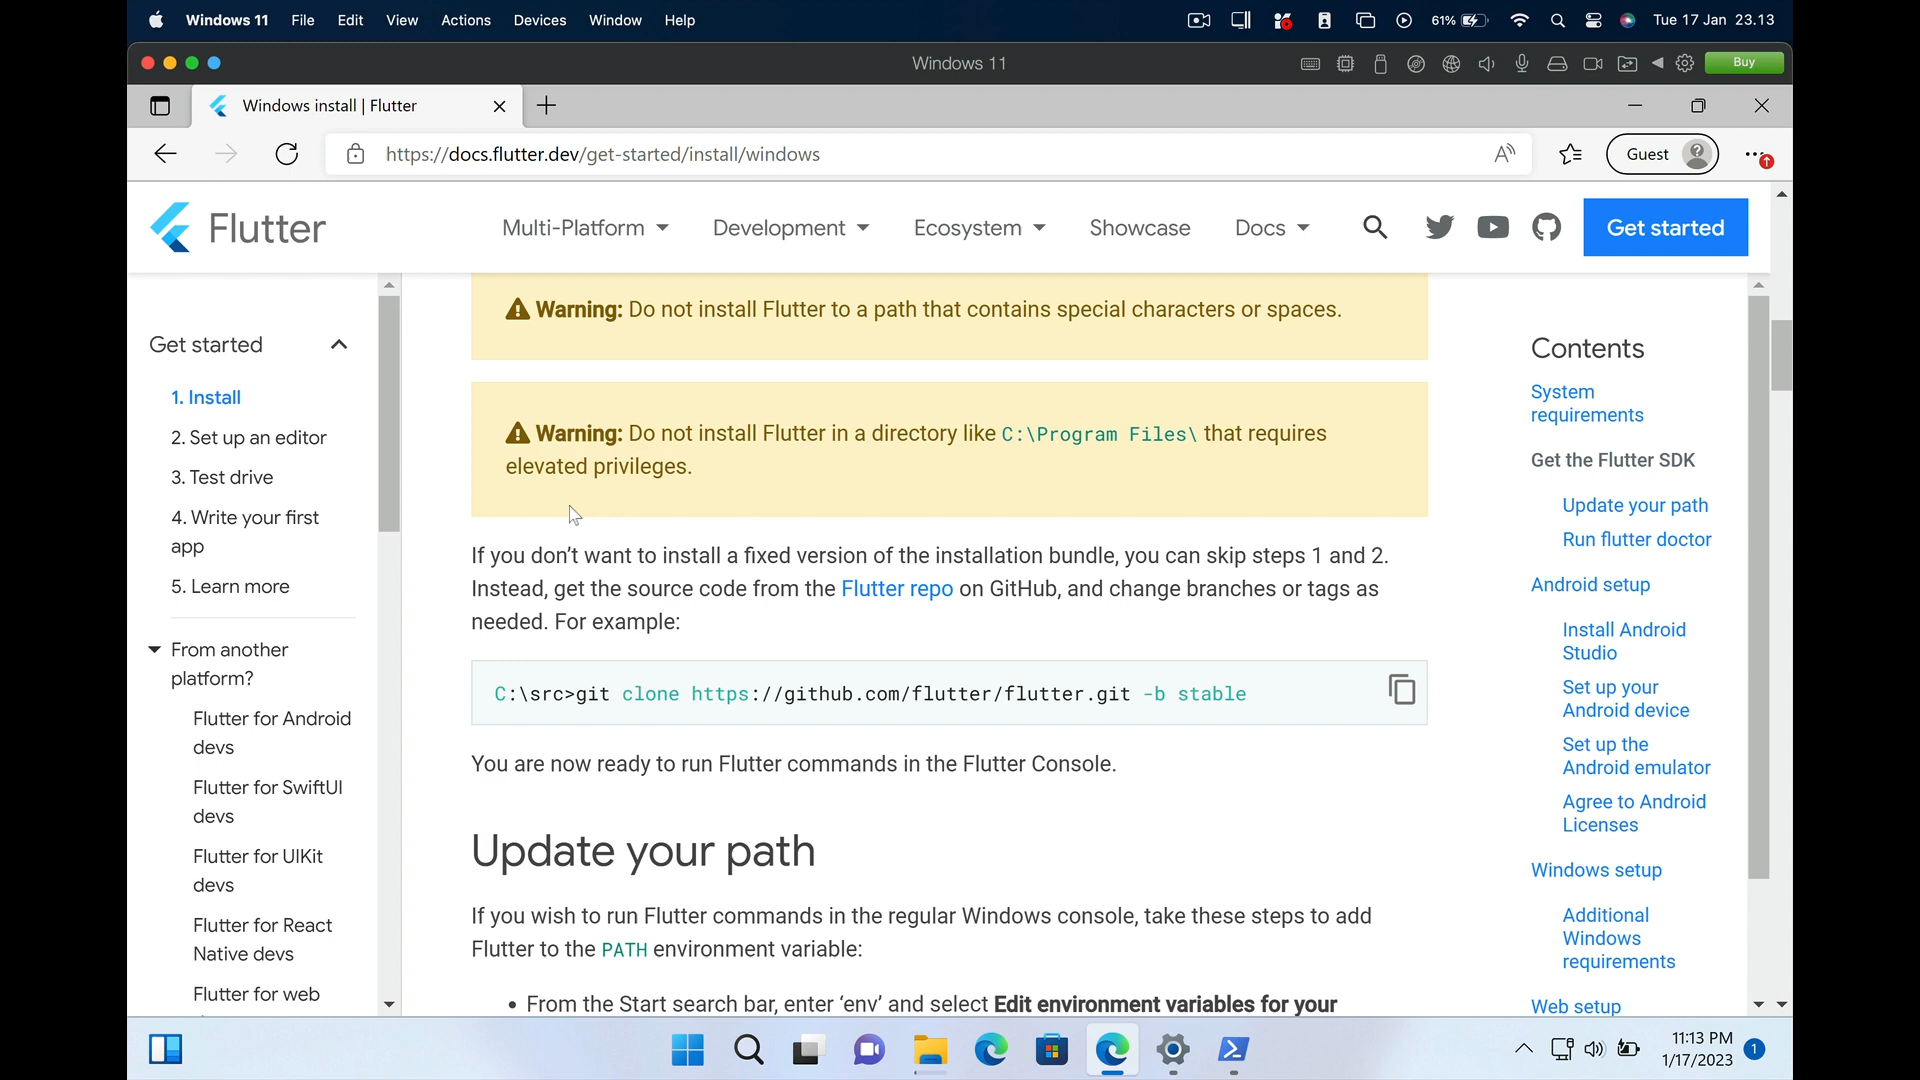 Windows 11 File Edit View Actions Devices Window Help 61% Tue 17 Jan 23.13
Windows 11 Buy
Windows install | Flutter
https://docs.flutter.dev/get-started/install/windows A Guest
Flutter Multi-Platform Development Ecosystem Showcase Docs Get started
Get started
1. Install
2. Set up an editor
3. Test drive
4. Write your first
app
5. Learn more
From another
platform?
Flutter for Android
devs
Flutter for SwiftUI
devs
Flutter for UIKit
devs
Flutter for React
Native devs
Flutter for web
Warning: Do not install Flutter to a path that contains special characters or spaces.
Warning: Do not install Flutter in a directory like C:\Program Files\ that requires
elevated privileges.
If you don't want to install a fixed version of the installation bundle, you can skip steps 1 and 2.
Instead, get the source code from the Flutter repo on GitHub, and change branches or tags as
needed. For example:
C:\src>git clone https://github.com/flutter/flutter.git -b stable
You are now ready to run Flutter commands in the Flutter Console.
Update your path
If you wish to run Flutter commands in the regular Windows console, take these steps to add
Flutter to the PATH environment variable:
• From the Start search bar, enter ‘env’ and select Edit environment variables for your
Contents
System
requirements
Get the Flutter SDK
Update your path
Run flutter doctor
Android setup
Install Android
Studio
Set up your
Android device
Set up the
Android emulator
Agree to Android
Licenses
Windows setup
Additional
Windows
requirements
Web setup
11:13 PM
1/17/2023 1